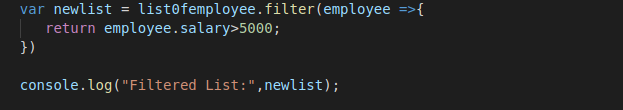 var newlist = list0femployee.filter(employee =>{
return employee.salary>5000;
})
console.log("Filtered List:",newlist);